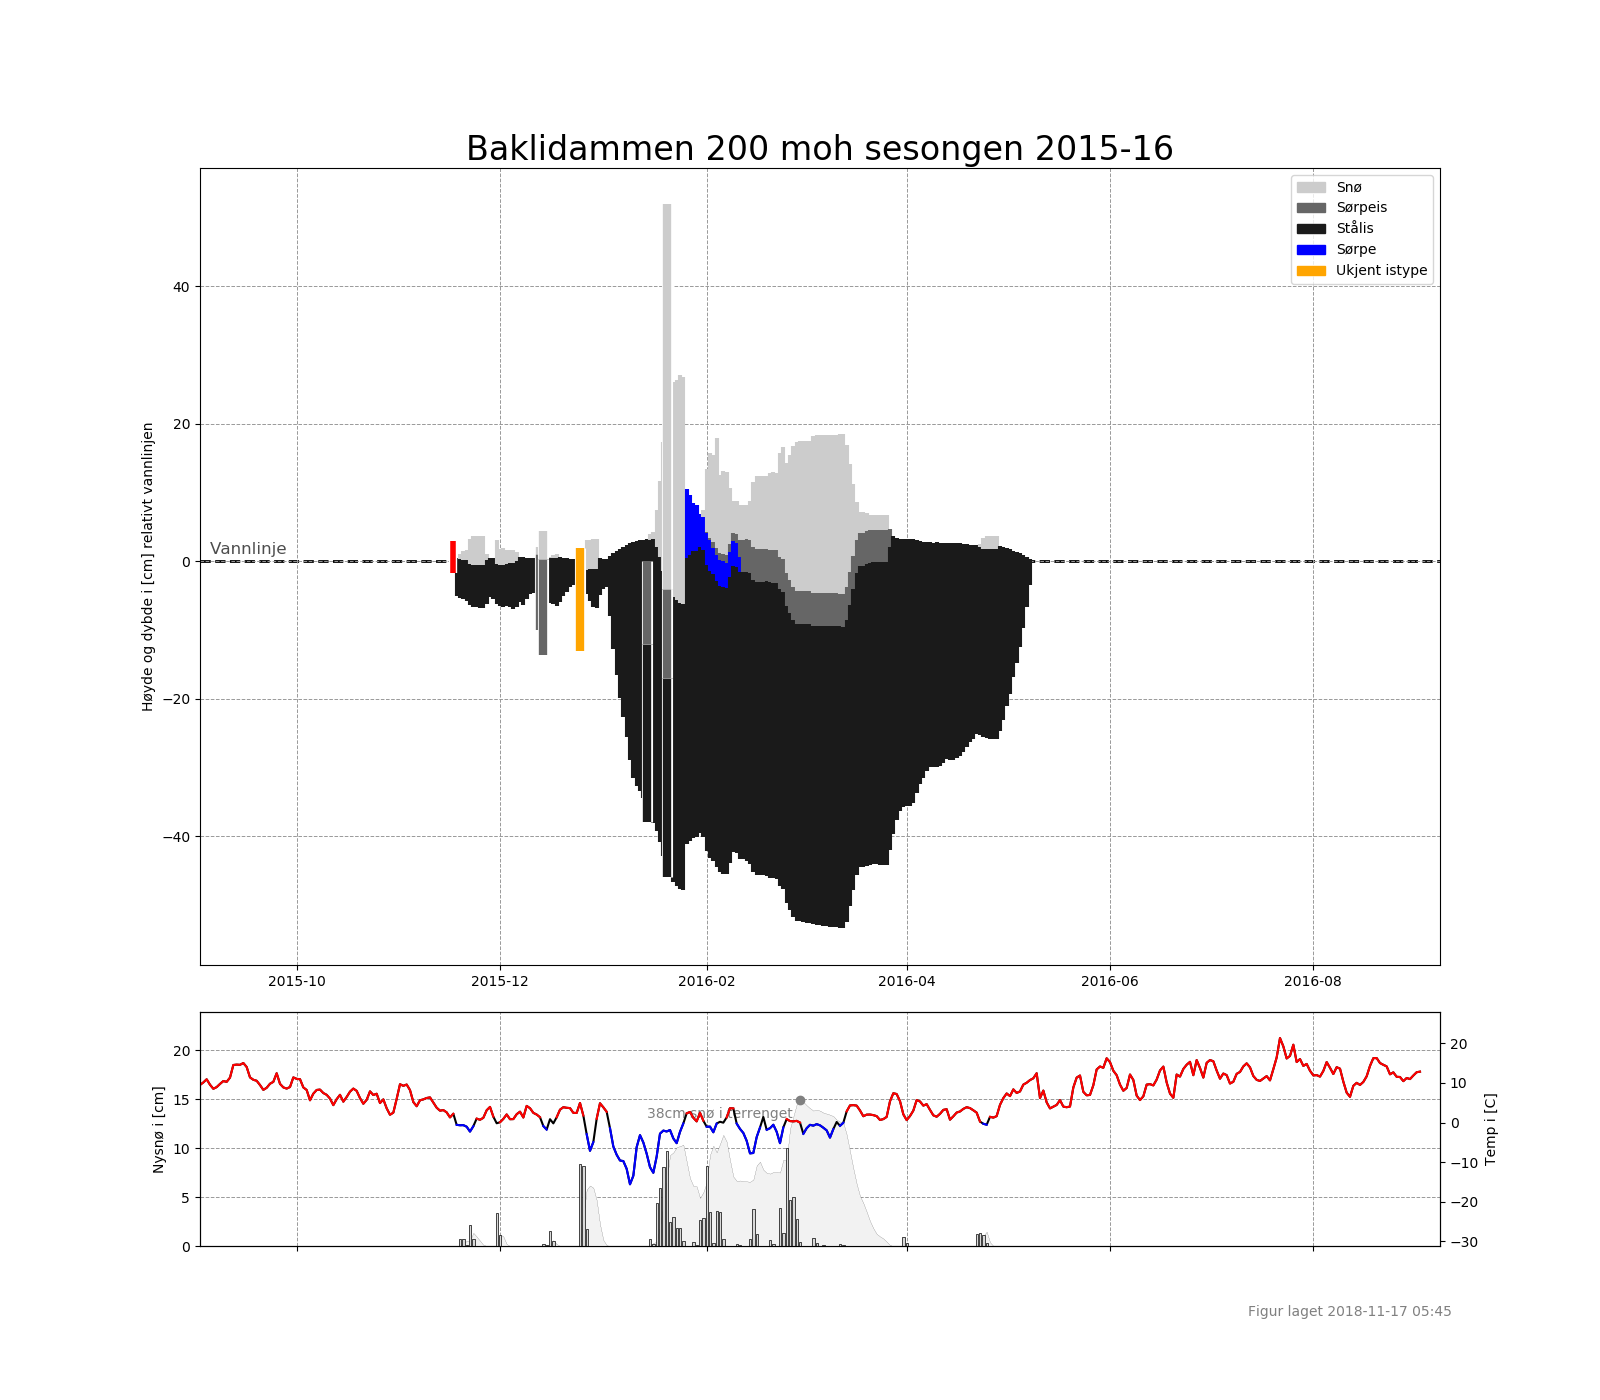 Baklidammen 200 moh sesongen 2015-16
Snø
Sørpeis
Stålis
Sørpe
Ukjent istype
Høyde og dybde i [cm] relativt vannlinjen
40
20
0
−20
−40
Vannlinje
2015-10
2015-12
2016-02
2016-04
2016-06
2016-08
Nysnø i [cm]
20
15
10
5
0
38cm snø i terrenget
20
10
0
−10
−20
−30
Temp i [C]
Figur laget 2018-11-17 05:45